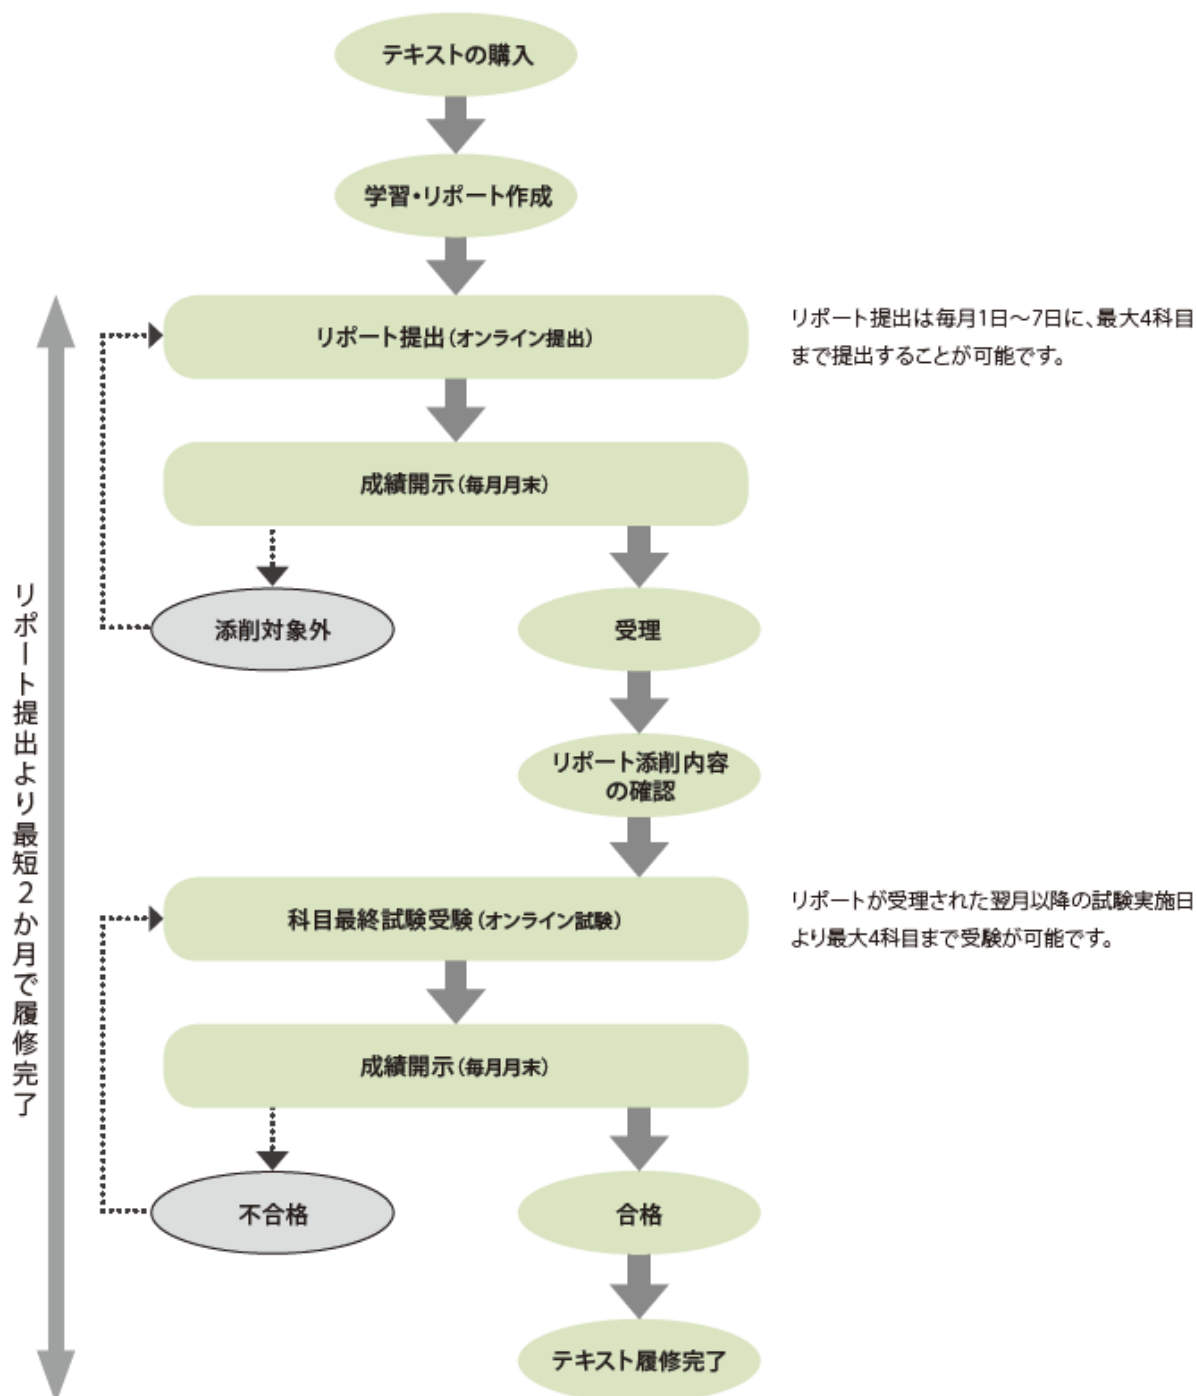 テキストの購入
学習・リポート作成
リポート提出(オンライン提出)
リポート提出は毎月1日～7日に、最大4科目
まで提出することが可能です。
成績開示(毎月月末)
添削対象外
受理
リポート添削内容
の確認
リポート提出より最短2か月で履修完了
科目最終試験受験(オンライン試験)
リポートが受理された翌月以降の試験実施日
より最大4科目まで受験が可能です。
成績開示(毎月月末)
不合格
合格
テキスト履修完了